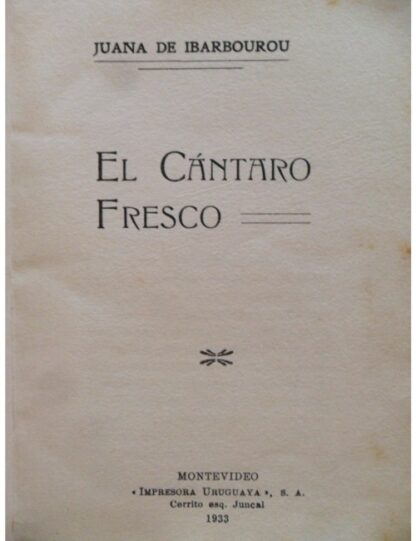 JUANA DE IBARBOUROU
EL CÁNTARO
FRESCO
MONTEVIDEO
« IMPRESORA URUGUAYA », S. A.
Cerrito esq. Juncal
1933